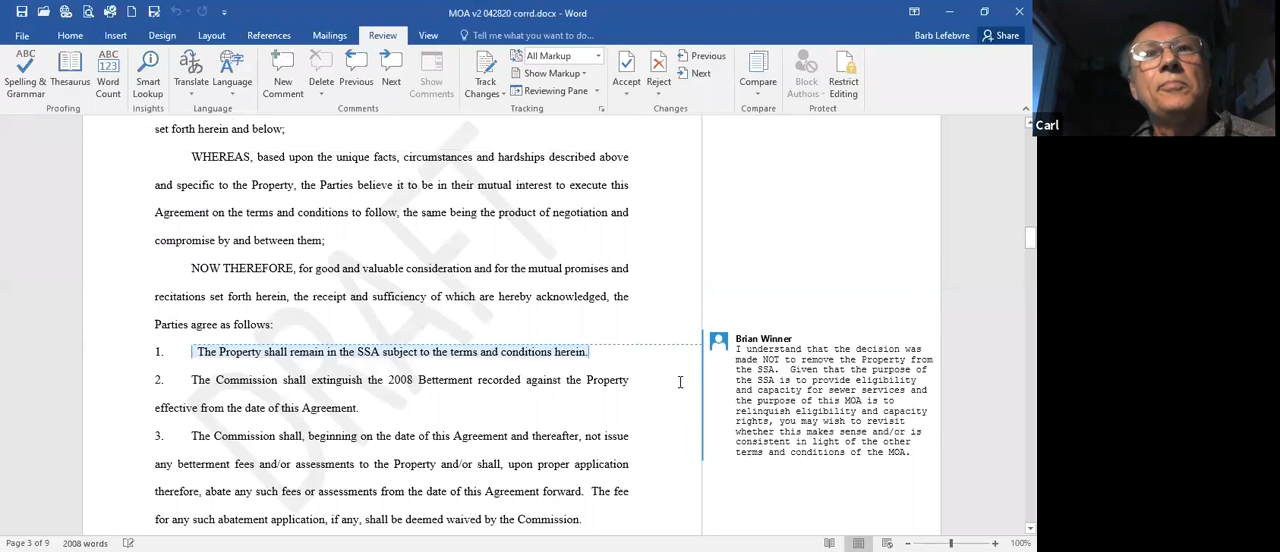 MOA v2 042820 corrd.docx - Word
File Home Insert Design Layout References Mailings Review View Tell me what you want to do... Barb Lefebvre Share
ABC Spelling & Grammar
Thesaurus
ABC 123 Word Count
Proofing
Smart Lookup
Insights
Translate
Language
Language
New Comment
Delete
Previous
Next
Show Comments
Comments
Track Changes
All Markup
Show Markup
Reviewing Pane
Tracking
Accept
Reject
Previous
Next
Changes
Compare
Compare
Block Authors
Restrict Editing
Protect
Carl
DRAFT
set forth herein and below;
WHEREAS, based upon the unique facts, circumstances and hardships described above
and specific to the Property, the Parties believe it to be in their mutual interest to execute this
Agreement on the terms and conditions to follow, the same being the product of negotiation and
compromise by and between them;
NOW THEREFORE, for good and valuable consideration and for the mutual promises and
recitations set forth herein, the receipt and sufficiency of which are hereby acknowledged, the
Parties agree as follows:
1. The Property shall remain in the SSA subject to the terms and conditions herein.
2. The Commission shall extinguish the 2008 Betterment recorded against the Property
effective from the date of this Agreement.
3. The Commission shall, beginning on the date of this Agreement and thereafter, not issue
any betterment fees and/or assessments to the Property and/or shall, upon proper application
therefore, abate any such fees or assessments from the date of this Agreement forward. The fee
for any such abatement application, if any, shall be deemed waived by the Commission.
Brian Winner
I understand that the decision was
made NOT to remove the Property from
the SSA. Given that the purpose of
the SSA is to provide eligibility
and capacity for sewer services and
the purpose of this MOA is to
relinquish eligibility and capacity
rights, you may wish to revisit
whether this makes sense and/or is
consistent in light of the other
terms and conditions of the MOA.
Page 3 of 9 2008 words 100%